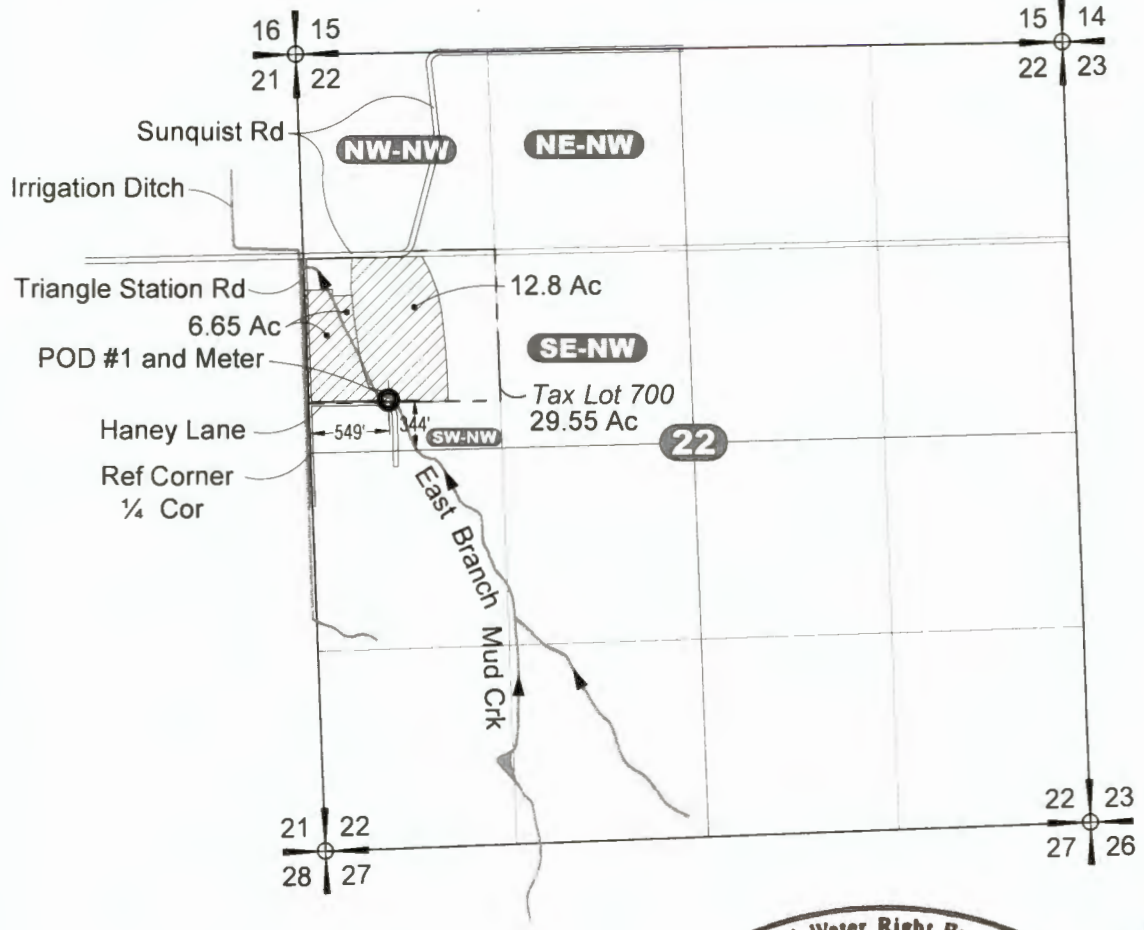 16 15
21 22
15 14
22 23
Sunquist Rd
NW-NW
NE-NW
Irrigation Ditch
Triangle Station Rd
12.8 Ac
6.65 Ac
POD #1 and Meter
SE-NW
Tax Lot 700
29.55 Ac
Haney Lane
549'
344'
SW-NW
22
Ref Corner
¼ Cor
East Branch Mud Crk
21 22
28 27
22 23
27 26
Water Right